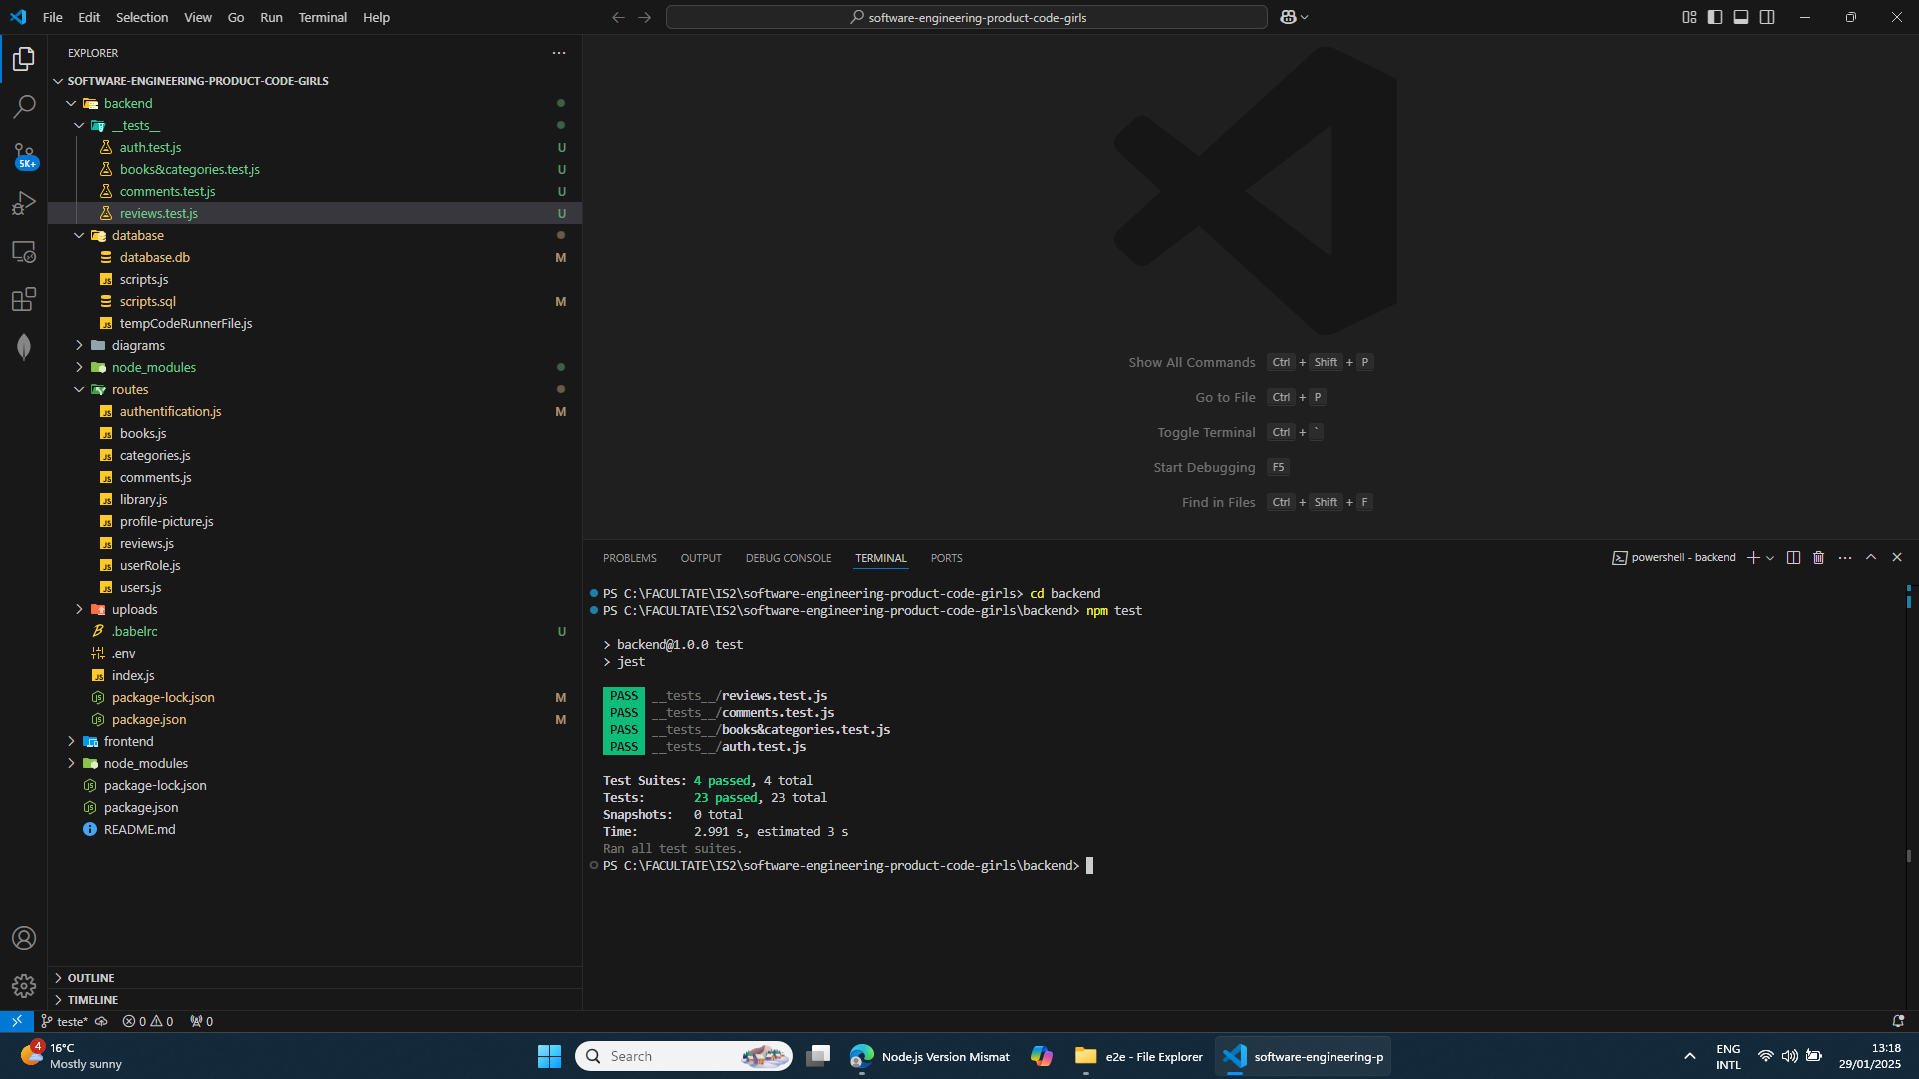 File Edit Selection View Go Run Terminal Help
software-engineering-product-code-girls
EXPLORER
SOFTWARE-ENGINEERING-PRODUCT-CODE-GIRLS
backend
__tests__
auth.test.js U
books&categories.test.js U
comments.test.js U
reviews.test.js U
database
database.db M
scripts.js
scripts.sql M
tempCodeRunnerFile.js
diagrams
node_modules
routes
authentification.js M
books.js
categories.js
comments.js
library.js
profile-picture.js
reviews.js
userRole.js
users.js
uploads
.babelrc U
.env
index.js
package-lock.json M
package.json M
frontend
node_modules
package-lock.json
package.json
README.md
OUTLINE
TIMELINE
5K+
Show All Commands Ctrl + Shift + P
Go to File Ctrl + P
Toggle Terminal Ctrl + `
Start Debugging F5
Find in Files Ctrl + Shift + F
PROBLEMS OUTPUT DEBUG CONSOLE TERMINAL PORTS
powershell - backend
PS C:\FACULTATE\IS2\software-engineering-product-code-girls> cd backend
PS C:\FACULTATE\IS2\software-engineering-product-code-girls\backend> npm test
> backend@1.0.0 test
> jest
PASS __tests__/reviews.test.js
PASS __tests__/comments.test.js
PASS __tests__/books&categories.test.js
PASS __tests__/auth.test.js
Test Suites: 4 passed, 4 total
Tests: 23 passed, 23 total
Snapshots: 0 total
Time: 2.991 s, estimated 3 s
Ran all test suites.
PS C:\FACULTATE\IS2\software-engineering-product-code-girls\backend>
teste* 0 0 0
4
16°C
Mostly sunny
Search
Node.js Version Mismat
e2e - File Explorer
software-engineering-p
ENG
INTL
13:18
29/01/2025